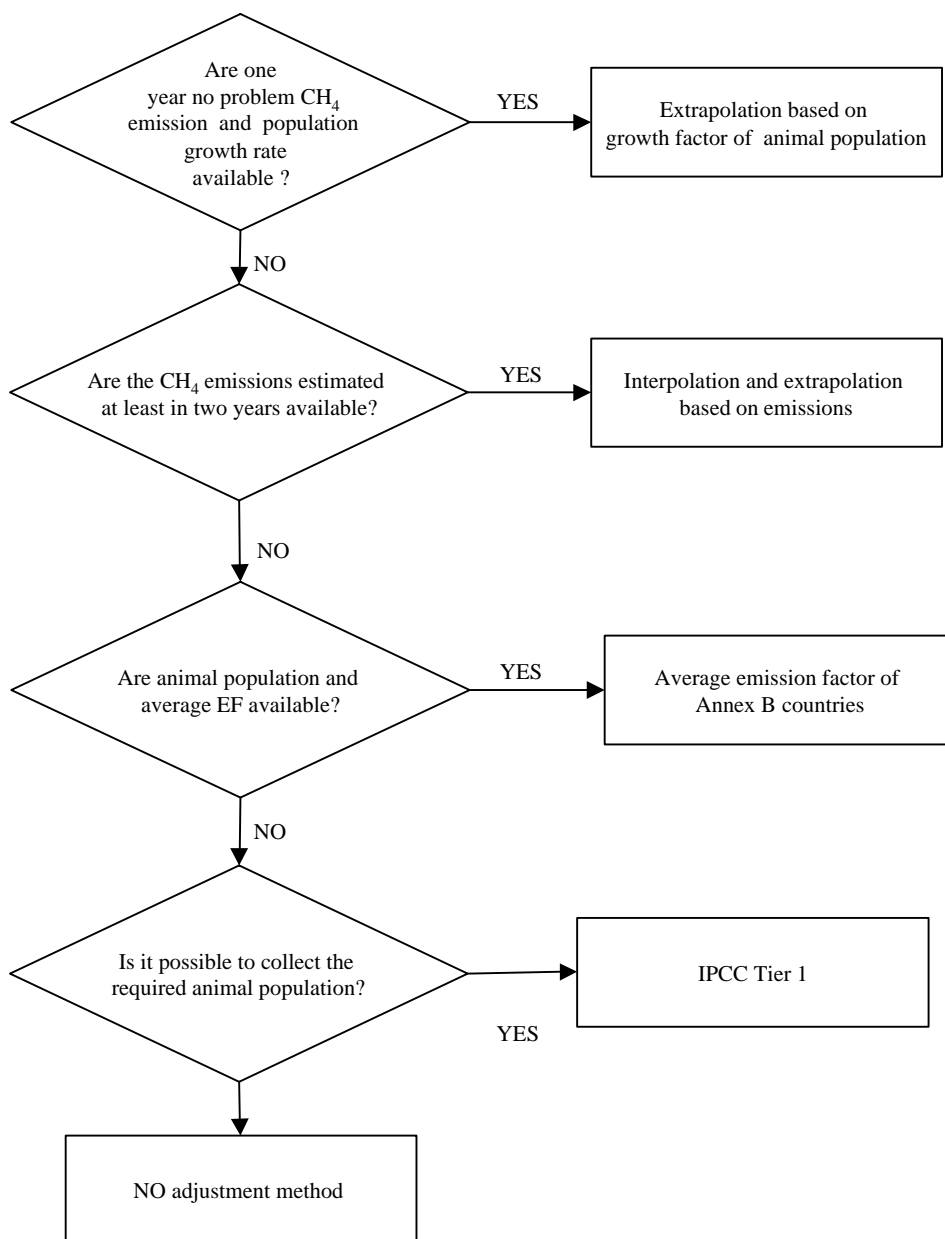 Are one
year no problem CH₄
emission and population
growth rate
available ?
YES
Extrapolation based on
growth factor of animal population
NO
Are the CH₄ emissions estimated
at least in two years available?
YES
Interpolation and extrapolation
based on emissions
NO
Are animal population and
average EF available?
YES
Average emission factor of
Annex B countries
NO
Is it possible to collect the
required animal population?
YES
IPCC Tier 1
NO adjustment method